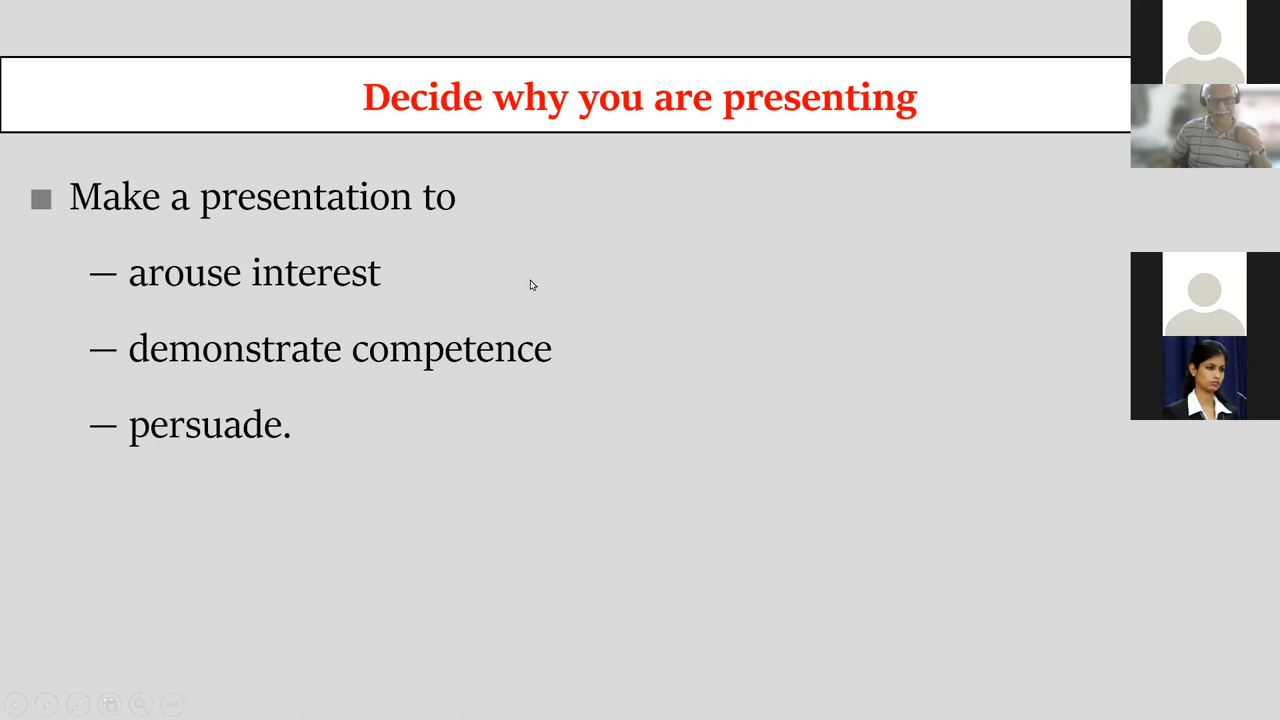 Decide why you are presenting
Make a presentation to
— arouse interest
— demonstrate competence
— persuade.